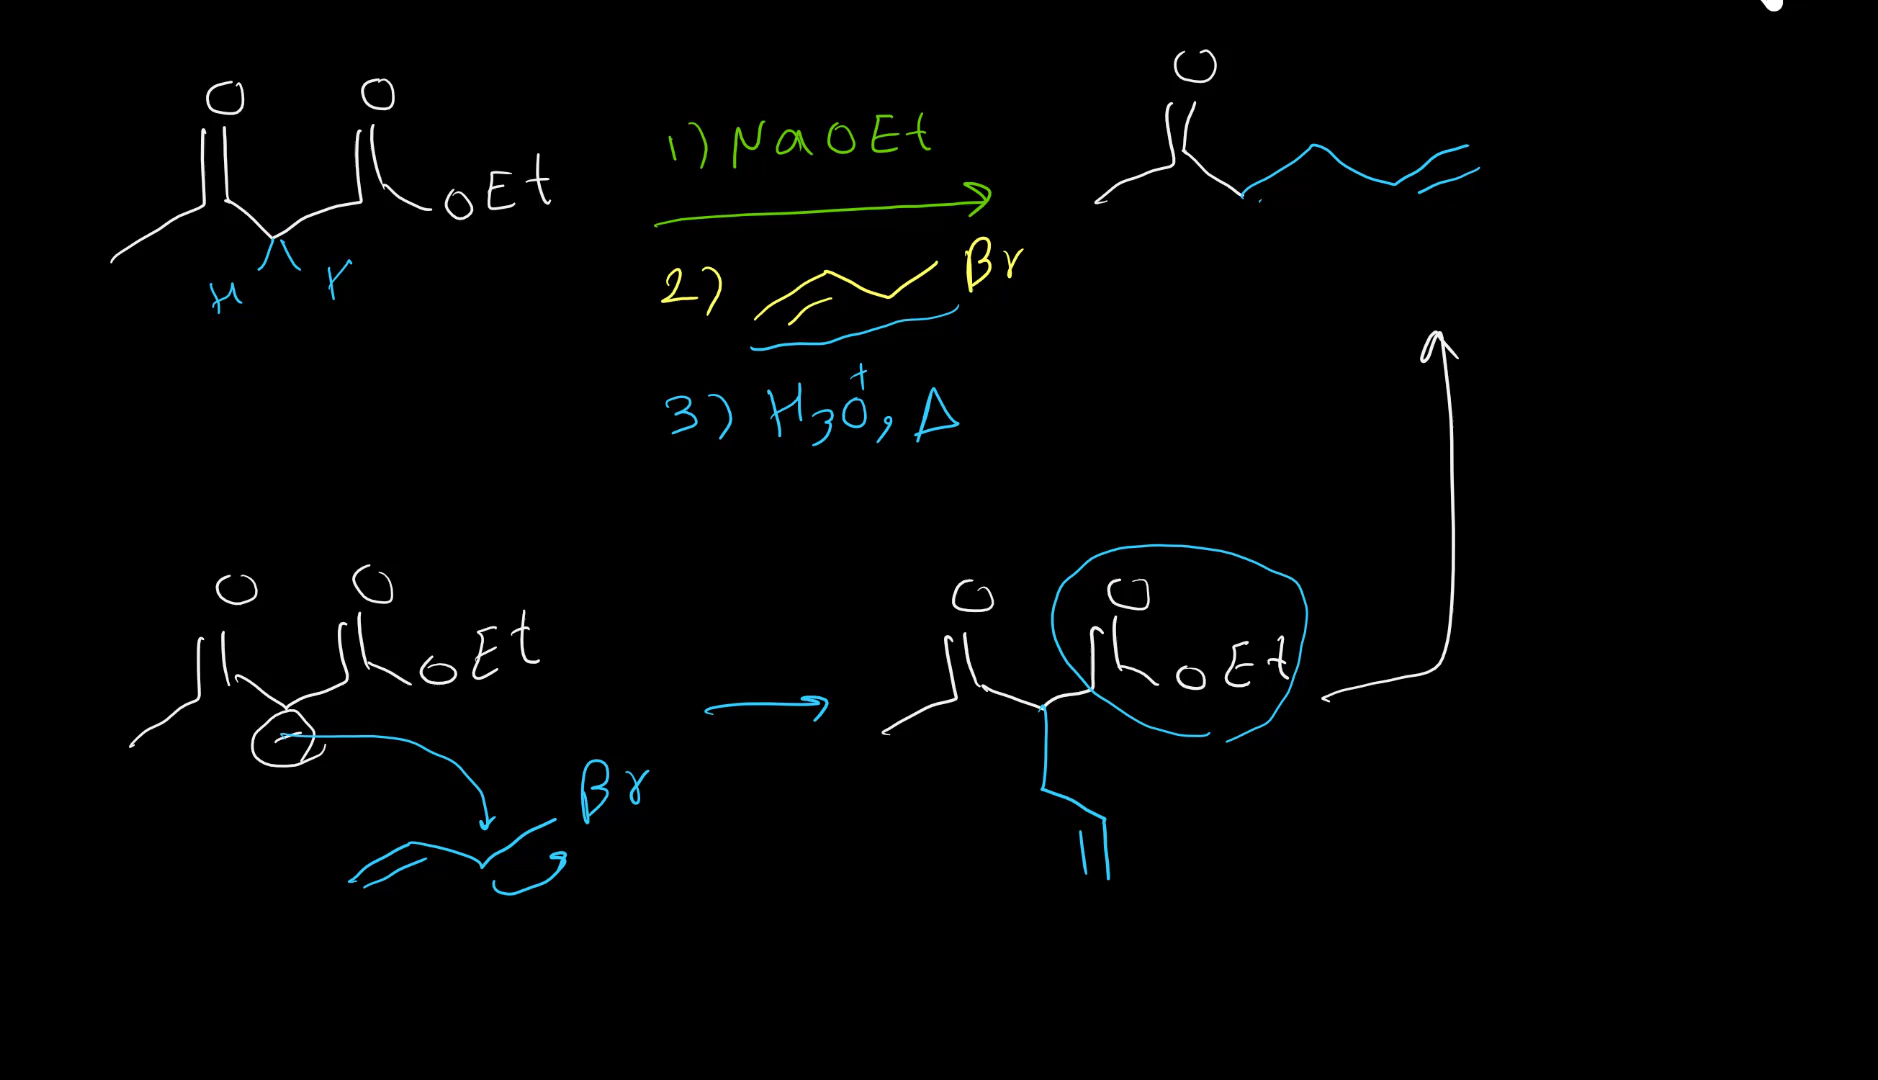 O O
OEt
H H
1) NaOEt
2) Br
3) H3O+, Δ
O
O O
OEt
-
Br
O O
OEt